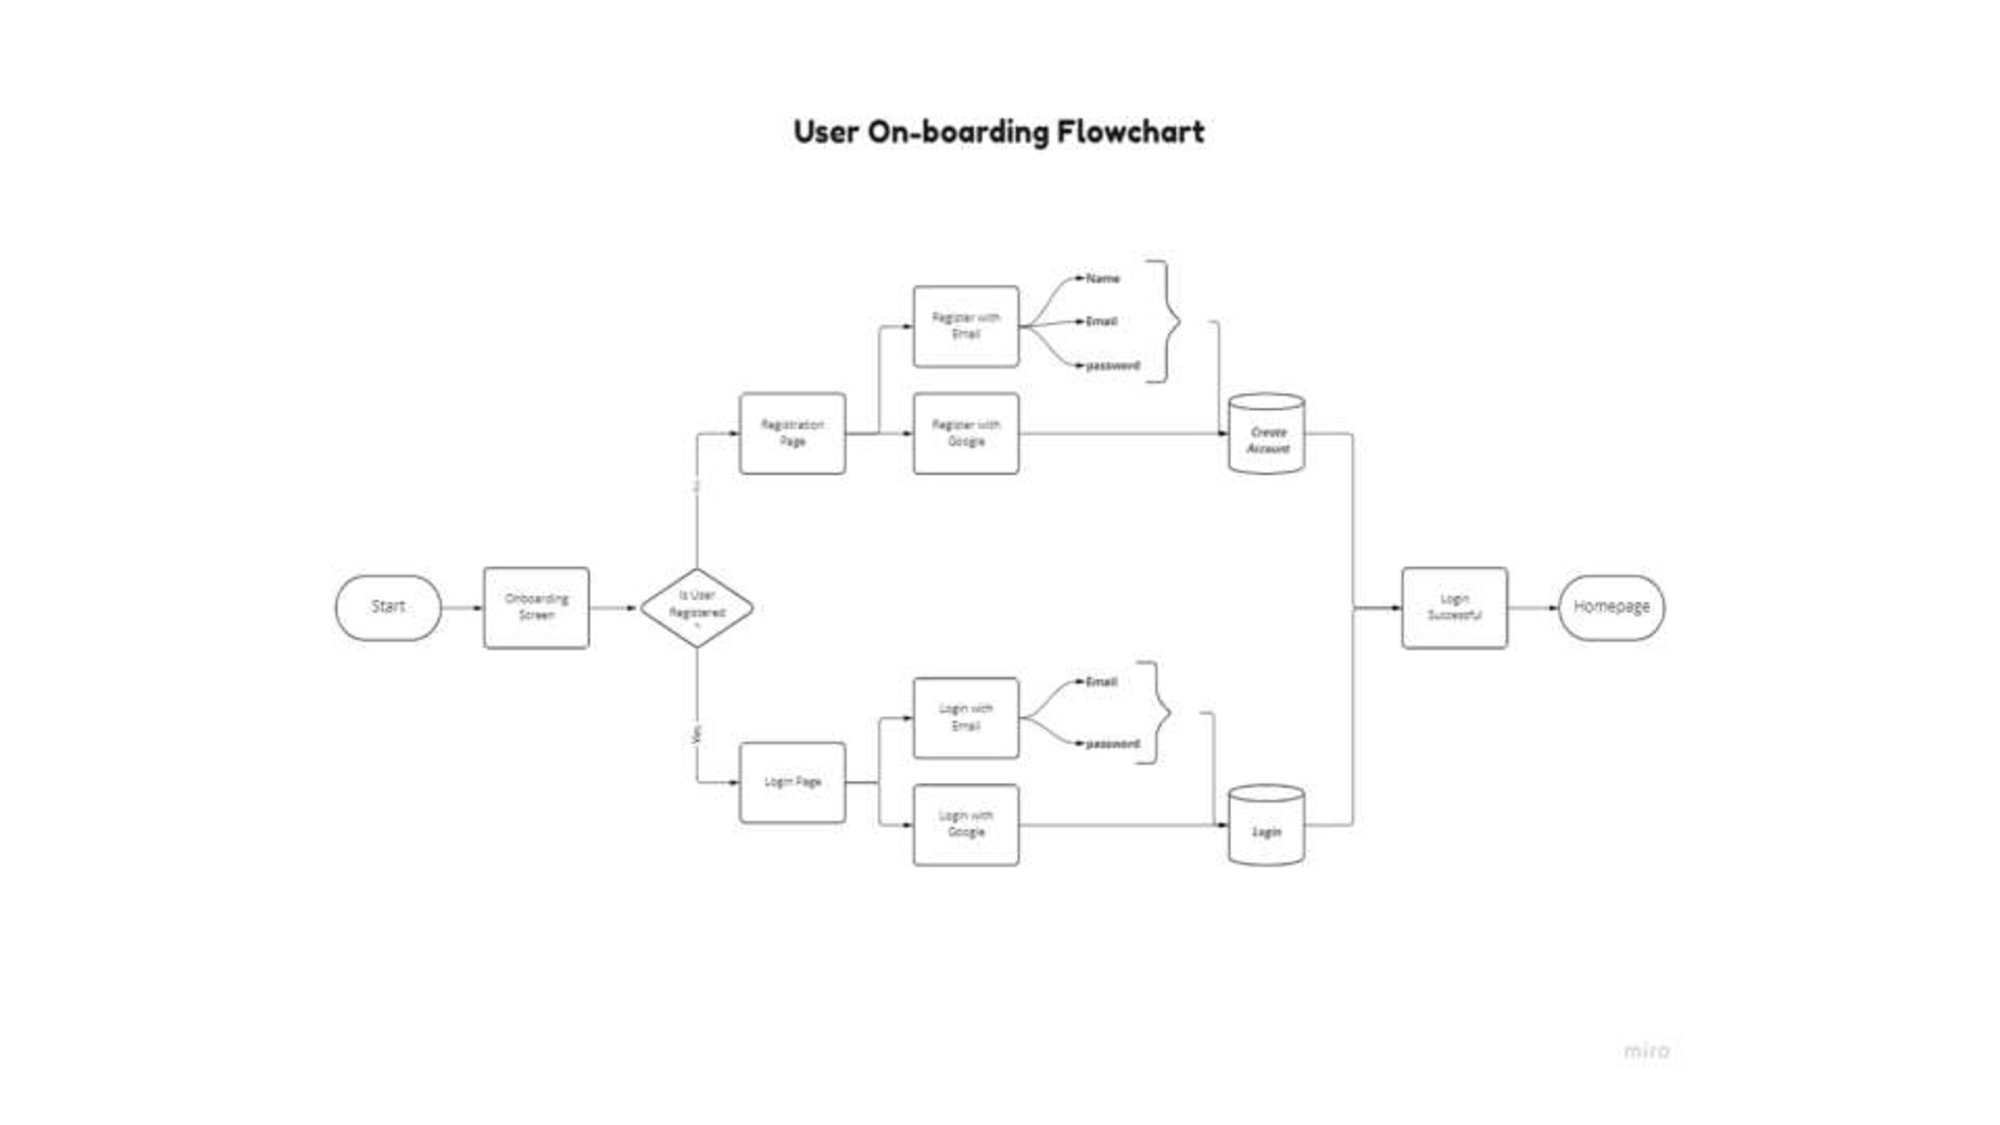 User On-boarding Flowchart
Name
Register with
Email
Email
password
Registration
Page
Register with
Google
Create
Account
Start
Onboarding
Screen
Is User
Registered
Login
Successful
Homepage
Yes
Login with
Email
Email
password
Login Page
Login with
Google
Login
miro